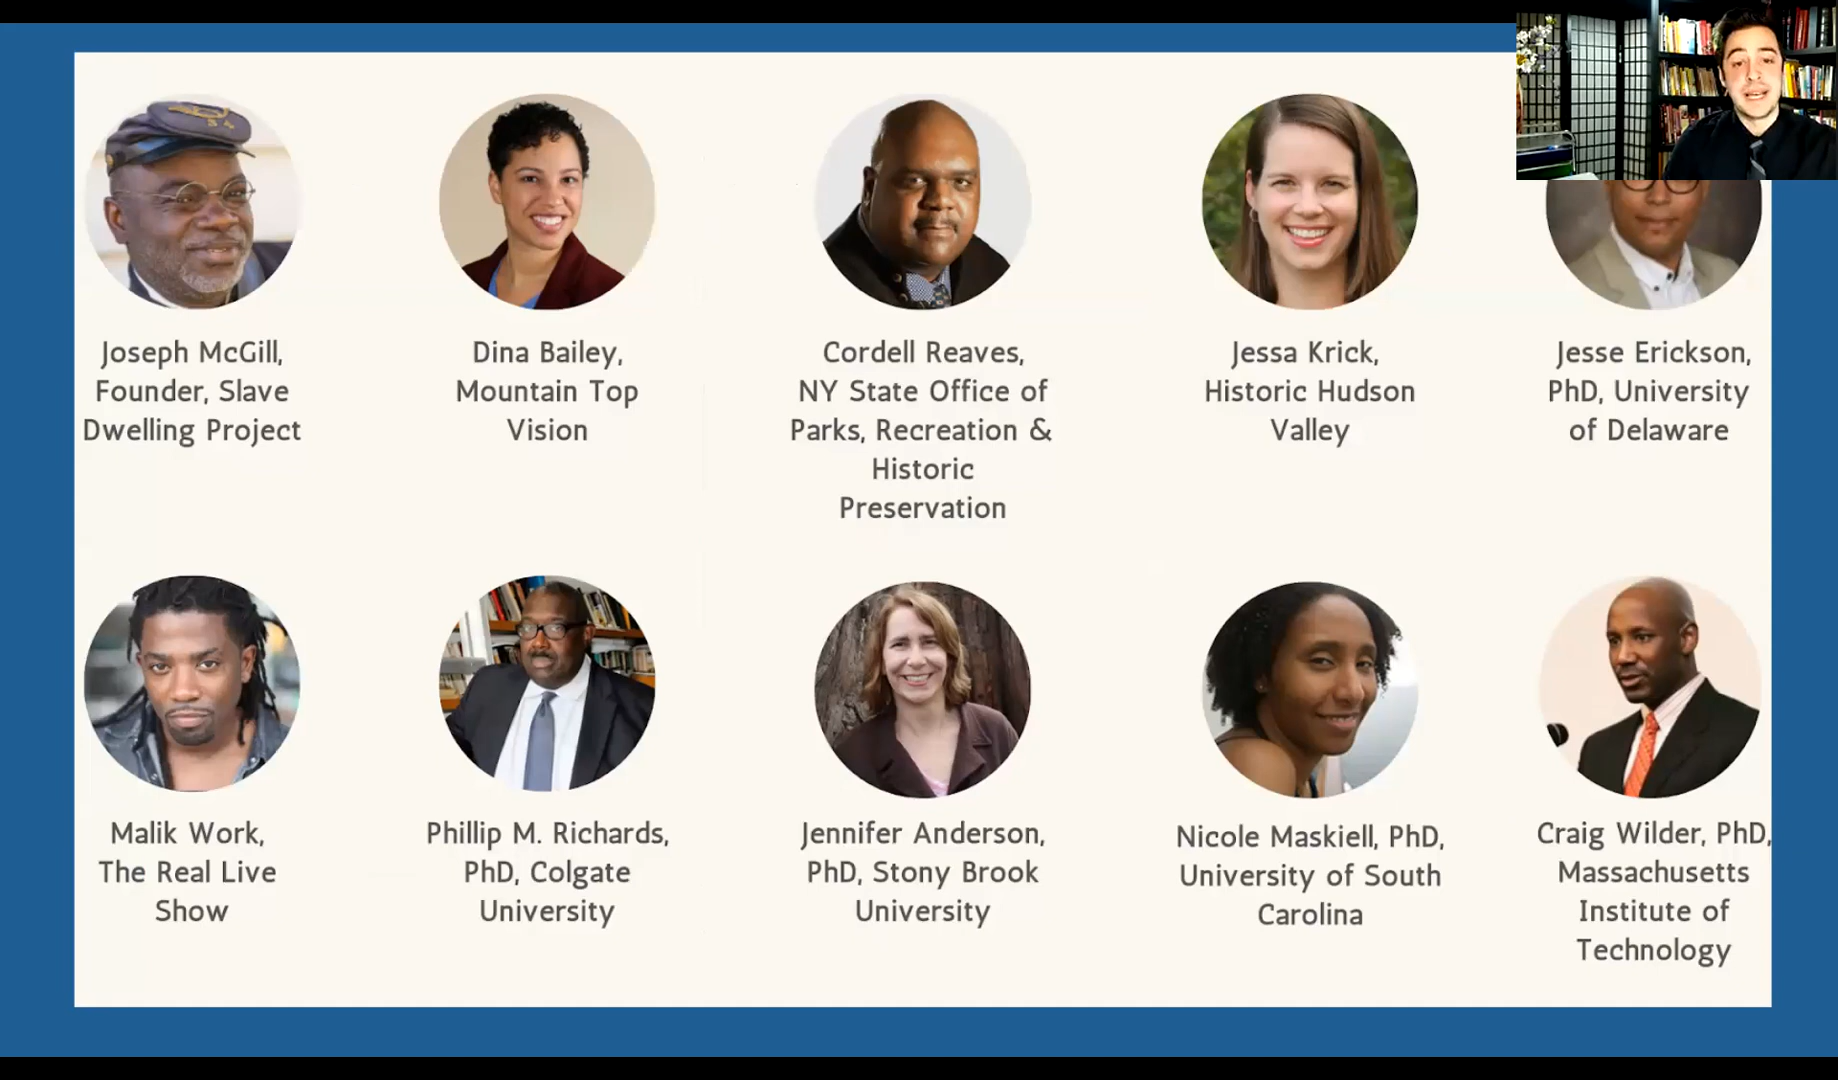 Joseph McGill,
Founder, Slave
Dwelling Project
Dina Bailey,
Mountain Top
Vision
Cordell Reaves,
NY State Office of
Parks, Recreation &
Historic
Preservation
Jessa Krick,
Historic Hudson
Valley
Jesse Erickson,
PhD, University
of Delaware
Malik Work,
The Real Live
Show
Phillip M. Richards,
PhD, Colgate
University
Jennifer Anderson,
PhD, Stony Brook
University
Nicole Maskiell, PhD,
University of South
Carolina
Craig Wilder, PhD,
Massachusetts
Institute of
Technology